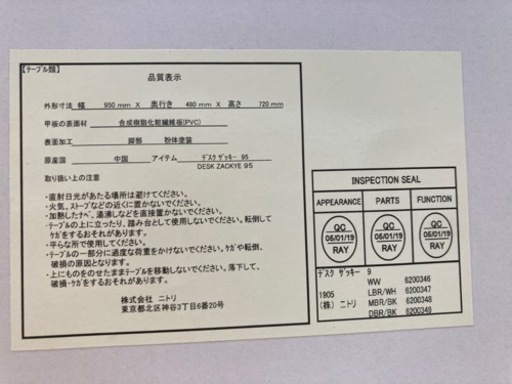 【テーブル類】
品質表示
外形寸法 幅 950 mm X 奥行き 480 mm X 高さ 720 mm
甲板の表面材 合成樹脂化粧繊維板(PVC)
表面加工 脚部 粉体塗装
原産国 中国 アイテム デスク ザッキー 95
DESK ZACKYE 95
取り扱い上の注意
・直射日光があたる場所は避けてください。
・火気、ストーブなどの近くに置かないでください。
・加熱したナベ、湯沸しなどを直接置かないでください。
・テーブルの上に立ったり、踏み台として使用しないでください。転倒して
ケガをするおそれがあります。
・平らな所で使用してください。
・テーブルの一部分に過度な荷重をかけないでください。ケガや転倒、
破損の原因となります。
・上にものをのせたままテーブルを移動しないでください。落下して、
破損・ケガをするおそれがあります。
株式会社 ニトリ
東京都北区神谷3丁目6番20号
INSPECTION SEAL
APPEARANCE PARTS FUNCTION
QC QC QC
05/01/19 05/01/19 05/01/19
RAY RAY RAY
デスク ザッキー 9
WW 6200346
1905 LBR/WH 6200347
(株) ニトリ MBR/BK 6200348
DBR/BK 6200349